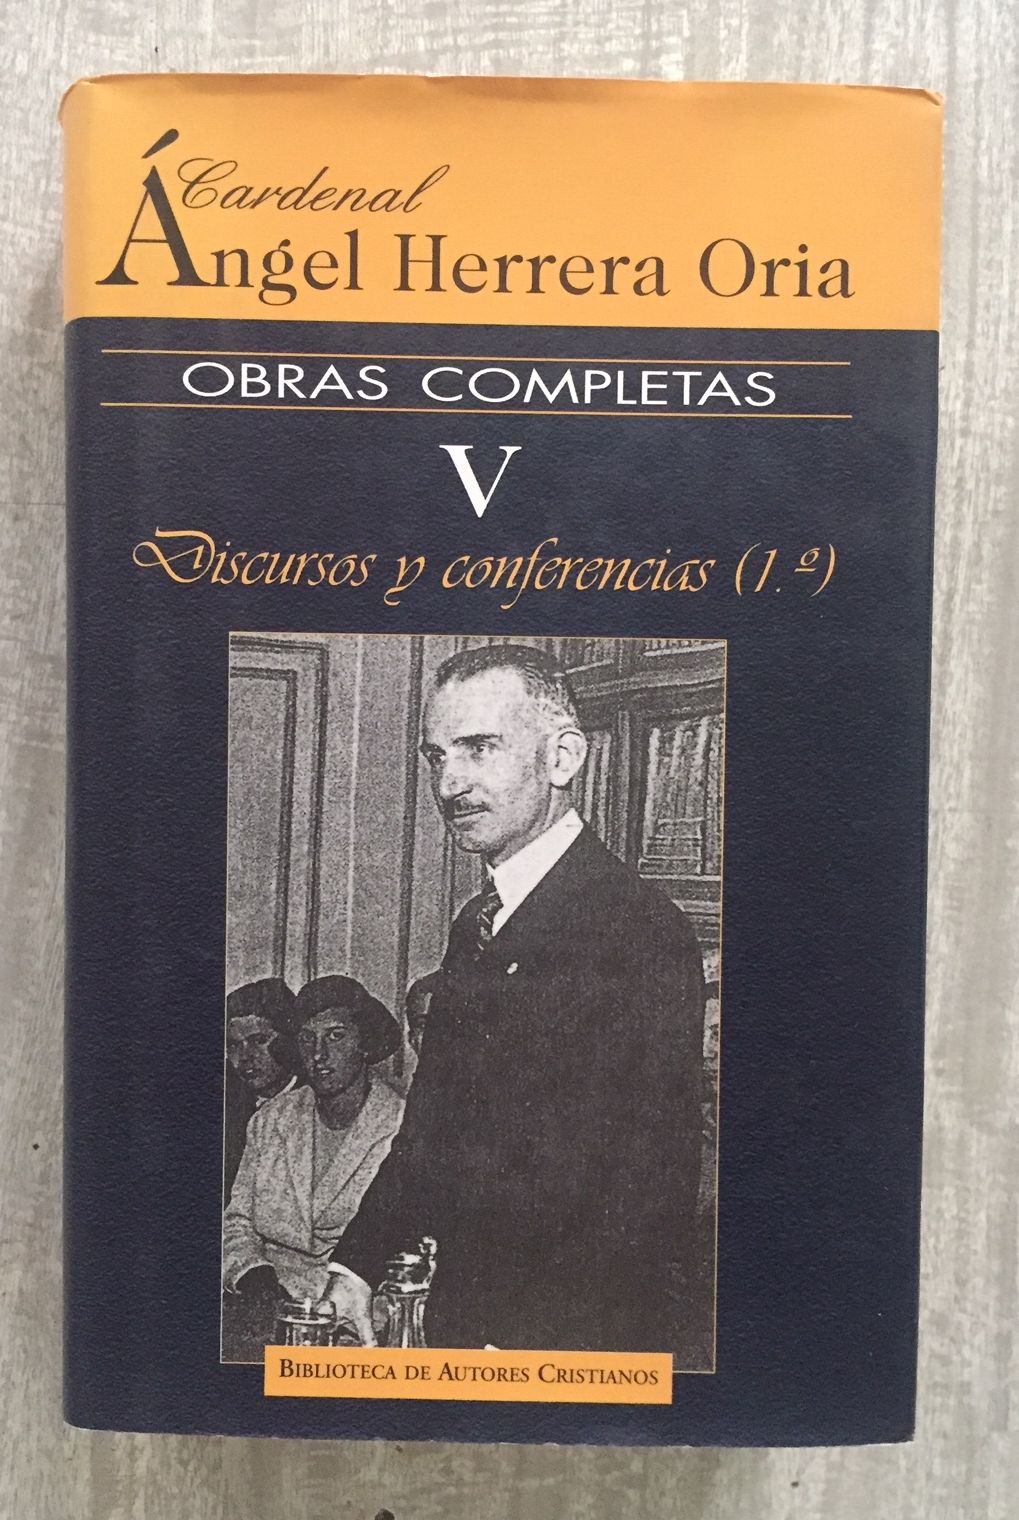 Cardenal
Ángel Herrera Oria
OBRAS COMPLETAS
V
Discursos y conferencias (1.º)
BIBLIOTECA DE AUTORES CRISTIANOS